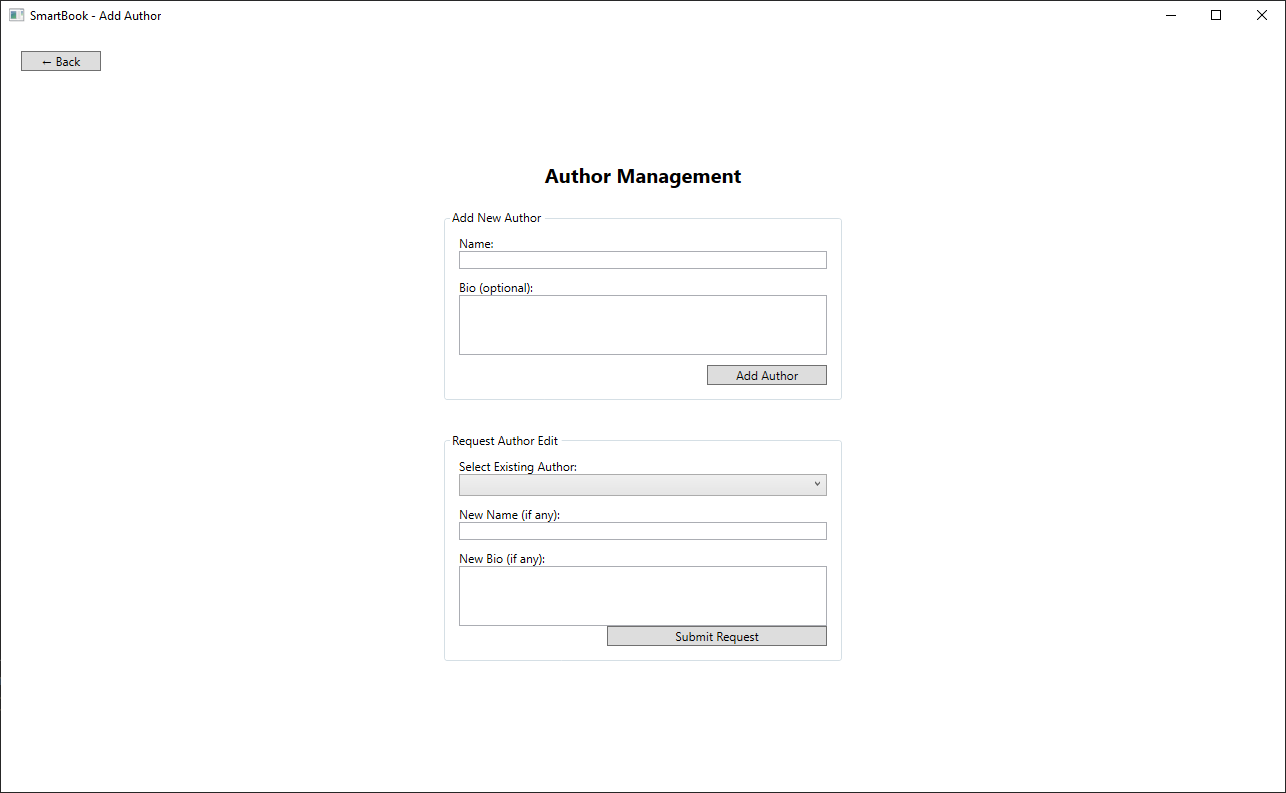 SmartBook - Add Author
← Back
Author Management
Add New Author
Name:
Bio (optional):
Add Author
Request Author Edit
Select Existing Author:
New Name (if any):
New Bio (if any):
Submit Request